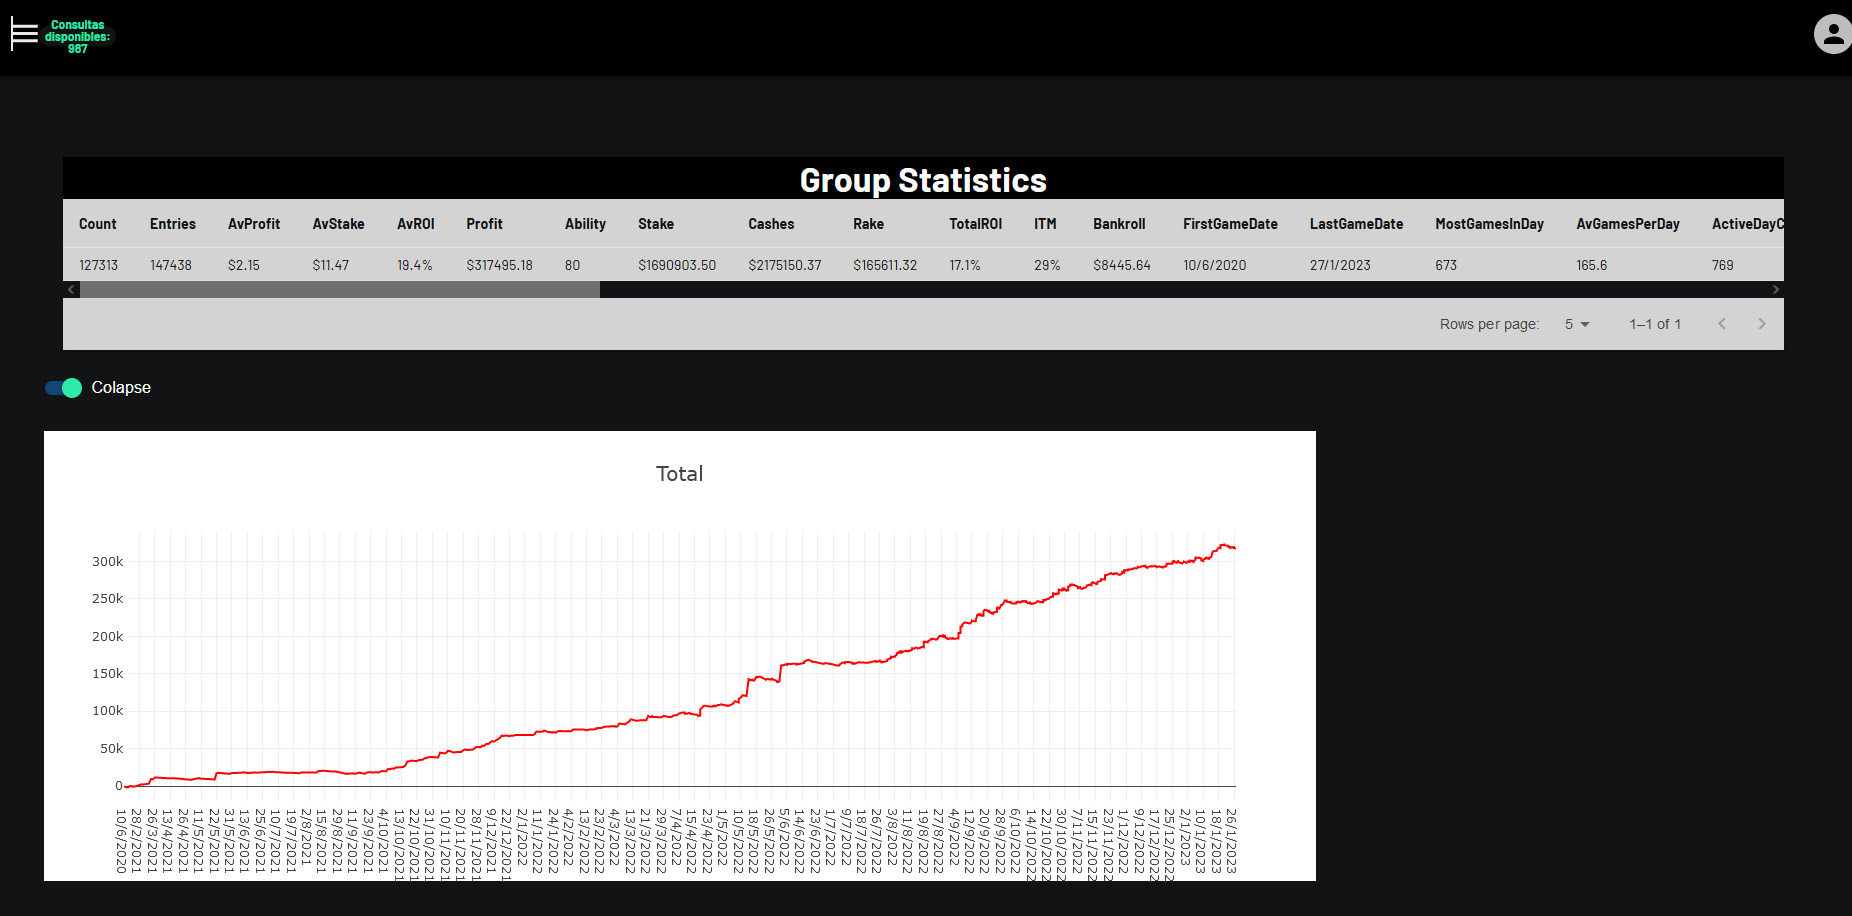 Consultas
disponibles:
987
Group Statistics
Count Entries AvProfit AvStake AvROI Profit Ability Stake Cashes Rake TotalROI ITM Bankroll FirstGameDate LastGameDate MostGamesInDay AvGamesPerDay ActiveDayC
127313 147438 $2.15 $11.47 19.4% $317495.18 80 $1690903.50 $2175150.37 $165611.32 17.1% 29% $8445.64 10/6/2020 27/1/2023 673 165.6 769
Rows per page: 5 1–1 of 1
Colapse
Total
300k
250k
200k
150k
100k
50k
0
10/6/2020 28/2/2021 26/3/2021 13/4/2021 26/4/2021 11/5/2021 22/5/2021 31/5/2021 13/6/2021 25/6/2021 10/7/2021 19/7/2021 2/8/2021 15/8/2021 29/8/2021 11/9/2021 23/9/2021 4/10/2021 13/10/2021 22/10/2021 31/10/2021 10/11/2021 20/11/2021 28/11/2021 9/12/2021 22/12/2021 2/1/2022 11/1/2022 24/1/2022 4/2/2022 13/2/2022 23/2/2022 4/3/2022 13/3/2022 21/3/2022 29/3/2022 7/4/2022 15/4/2022 23/4/2022 1/5/2022 10/5/2022 18/5/2022 26/5/2022 5/6/2022 14/6/2022 23/6/2022 1/7/2022 9/7/2022 18/7/2022 26/7/2022 3/8/2022 11/8/2022 19/8/2022 27/8/2022 4/9/2022 12/9/2022 20/9/2022 28/9/2022 6/10/2022 14/10/2022 22/10/2022 30/10/2022 7/11/2022 15/11/2022 23/11/2022 1/12/2022 9/12/2022 17/12/2022 25/12/2022 2/1/2023 10/1/2023 18/1/2023 26/1/2023